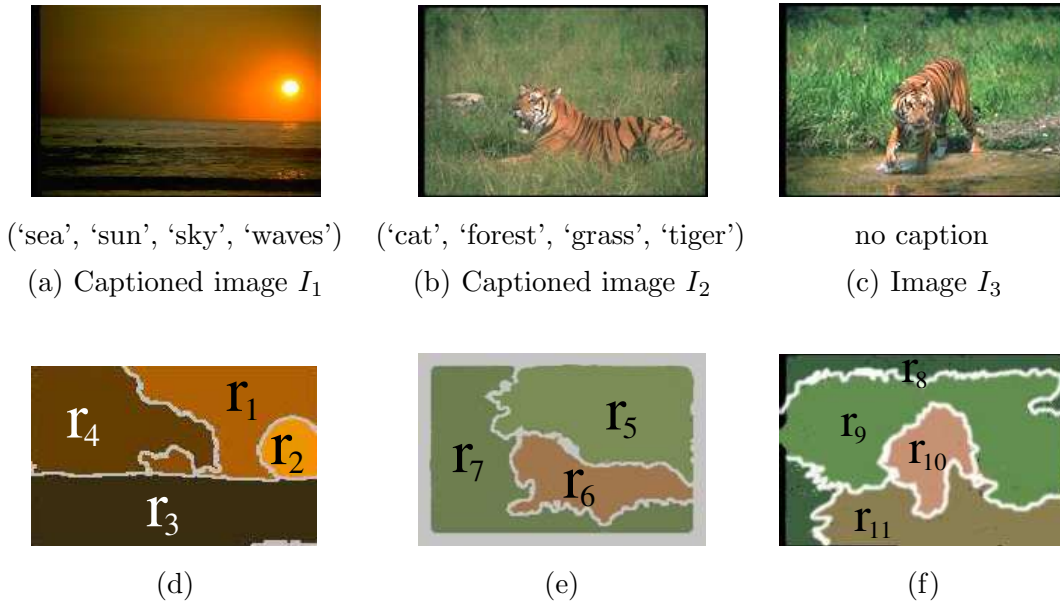 (‘sea’, ‘sun’, ‘sky’, ‘waves’)
(‘cat’, ‘forest’, ‘grass’, ‘tiger’)
no caption
(a) Captioned image I₁
(b) Captioned image I₂
(c) Image I₃
r₁
r₂
r₄
r₃
r₅
r₇
r₆
r₈
r₉
r₁₀
r₁₁
(d)
(e)
(f)